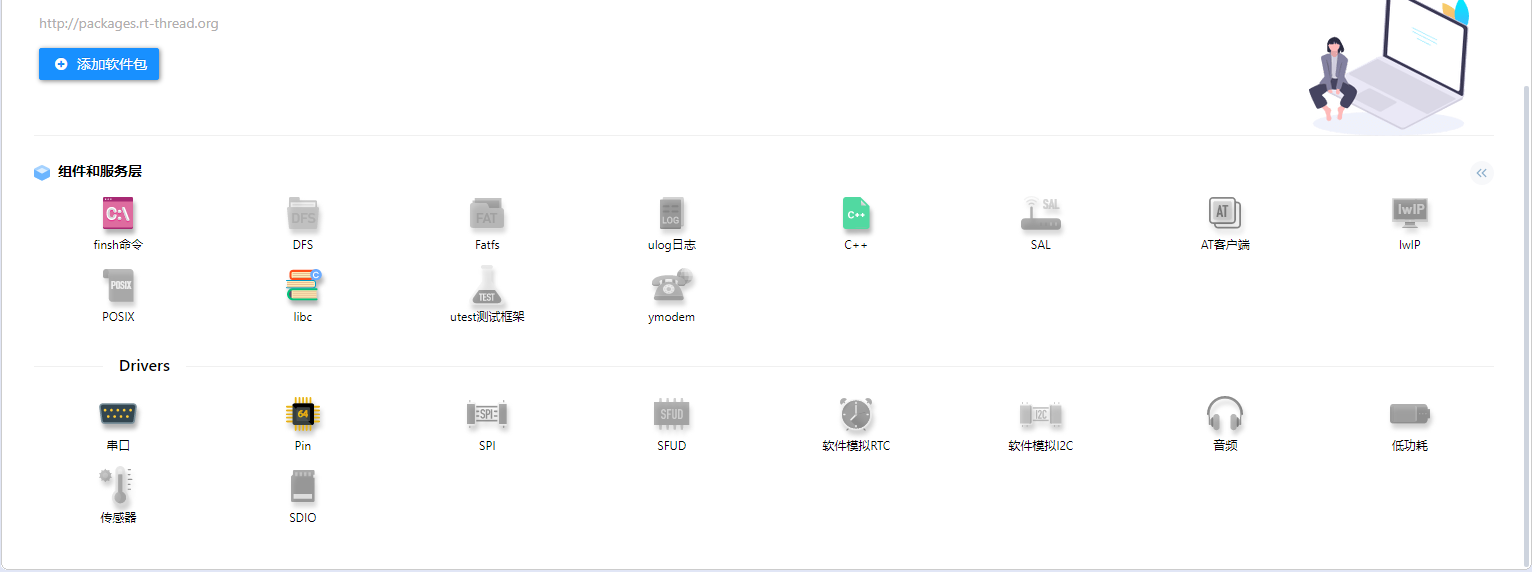 http://packages.rt-thread.org
添加软件包
组件和服务层
C:\ DFS FAT LOG C++ SAL AT lwIP
finsh命令 DFS Fatfs ulog日志 C++ SAL AT客户端 lwIP
POSIX C TEST
POSIX libc utest测试框架 ymodem
Drivers
64 SPI SFUD I2C
串口 Pin SPI SFUD 软件模拟RTC 软件模拟I2C 音频 低功耗
传感器 SDIO